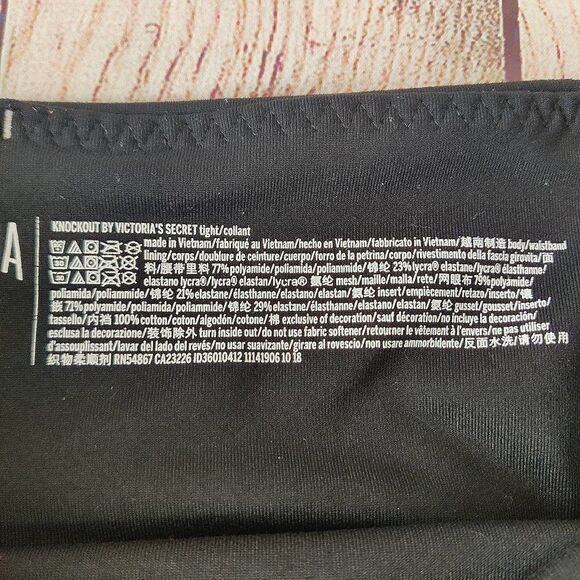 A
KNOCKOUT BY VICTORIA'S SECRET tight/collant
made in Vietnam/fabriqué au Vietnam/hecho en Vietnam/fabbricato in Vietnam/越南制造 body/waistband
lining/corps/doublure de ceinture/cuerpo/forro de la petrina/corpo/rivestimento della fascia girovita/面
料/腰带里料 77% polyamide/poliamida/poliammide/锦纶 23% lycra® elastane/lycra® élasthanne/
elastano lycra®/lycra® elastan/lycra® 氨纶 mesh/maille/malla/rete/网眼布 79% polyamide/
poliamida/poliammide/锦纶 21% elastane/élasthanne/elastano/elastan/氨纶 insert/empiècement/retazo/inserto/镶
嵌 71% polyamide/poliamida/poliammide/锦纶 29% elastane/élasthanne/elastano/elastan/氨纶 gusset/gousset/inserto/
tassello/内裆 100% cotton/coton/algodón/cotone/棉 exclusive of decoration/sauf décoration/no incluye la decoración/
esclusa la decorazione/装饰除外 turn inside out/do not use fabric softener/retourner le vêtement à l'envers/ne pas utiliser
d'assouplissant/lavar del lado del revés/no usar suavizante/lavare al rovescio/non usare ammorbidente/反面水洗/请勿使用
织物柔顺剂 RN54867 CA23226 ID36010412 11141906 10 18